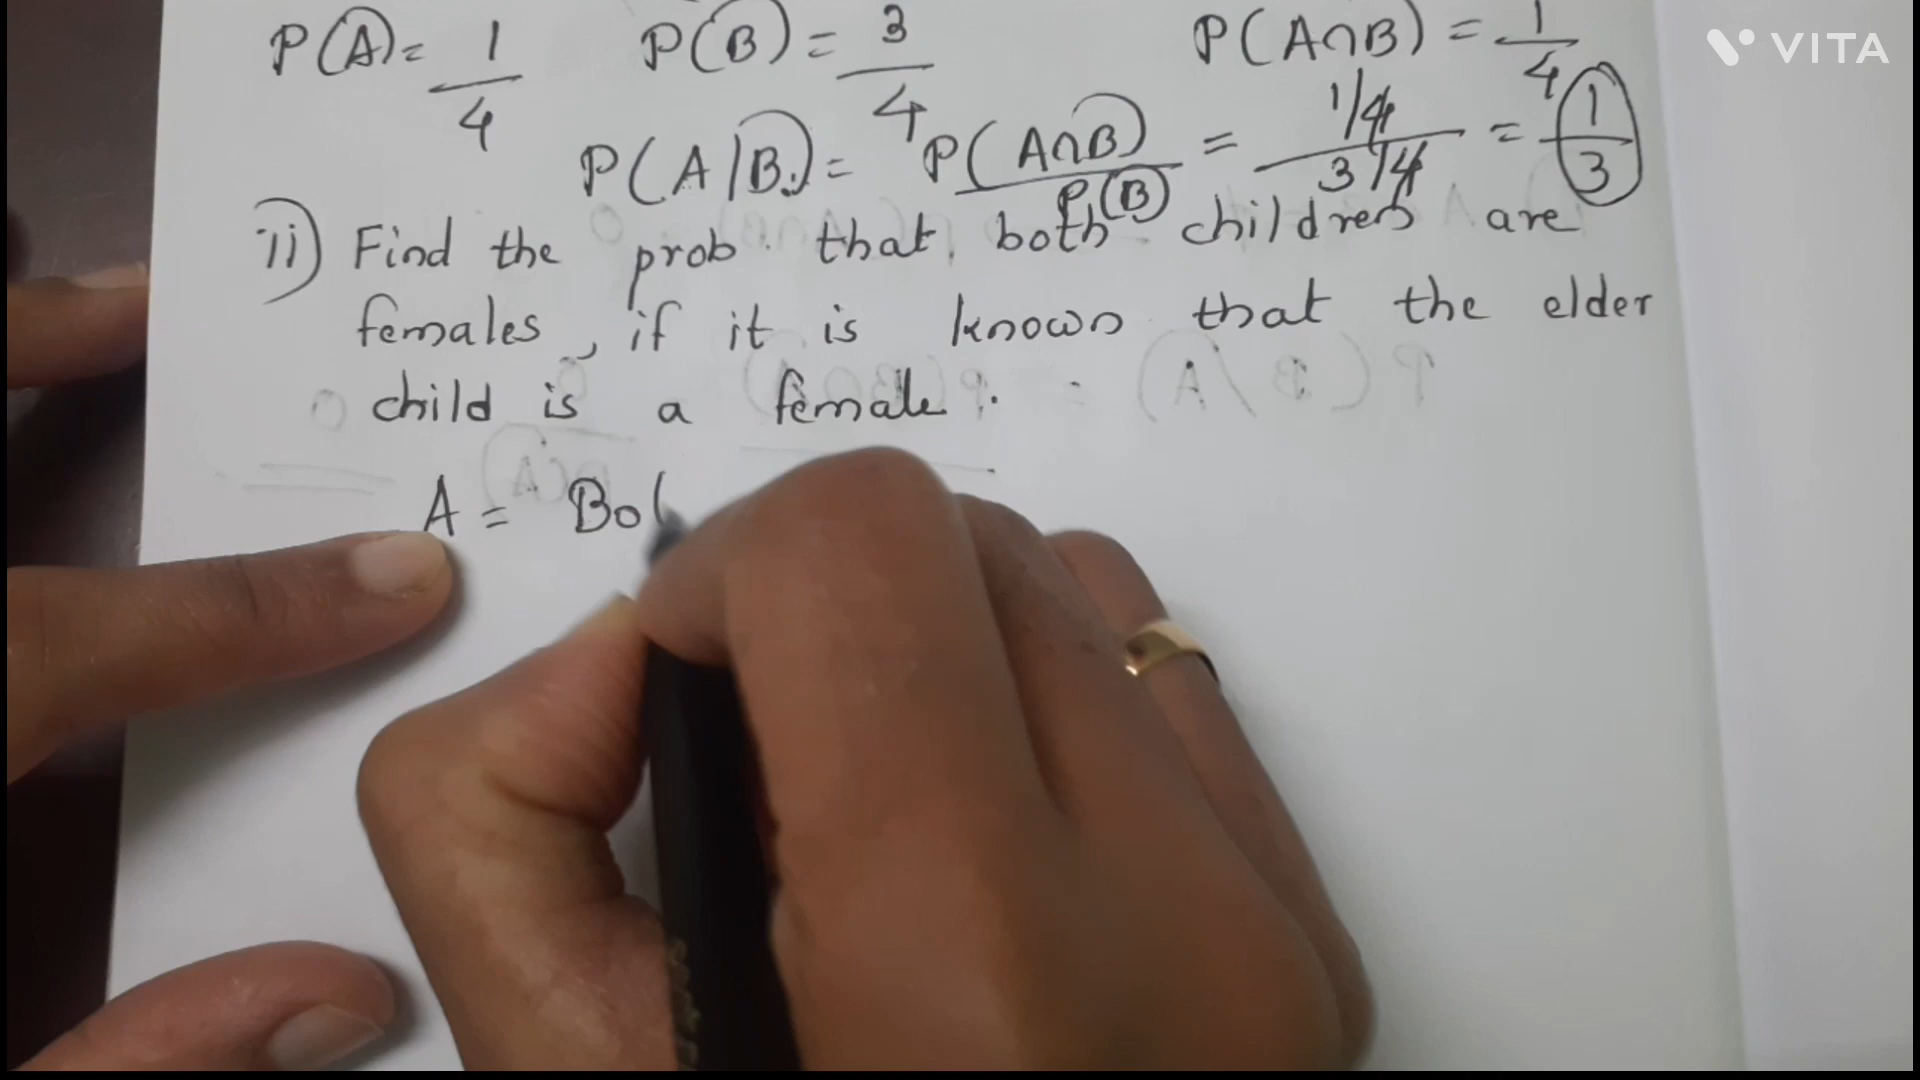 P(A) = 1/4 P(B) = 3/4 P(A∩B) = 1/4
P(A/B) = P(A∩B)/P(B) = 1/4 / 3/4 = 1/3
ii) Find the prob. that both children are
females, if it is known that the elder
child is a female.
A = Bo
VITA